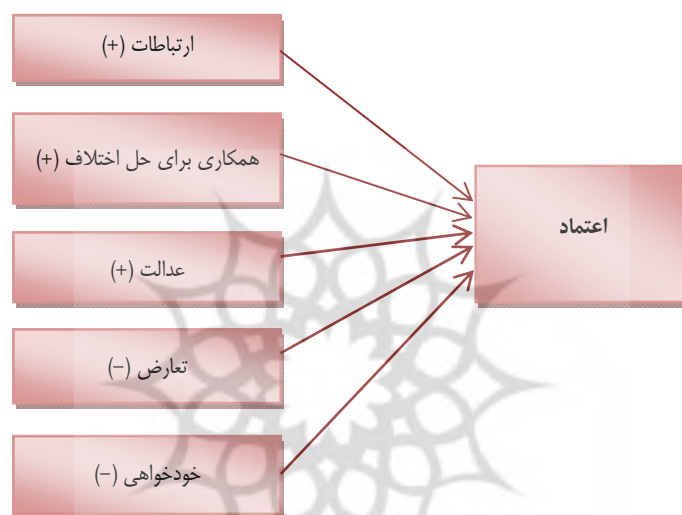 ارتباطات (+)
همکاری برای حل اختلاف (+)
عدالت (+)
تعارض (–)
خودخواهی (–)
اعتماد